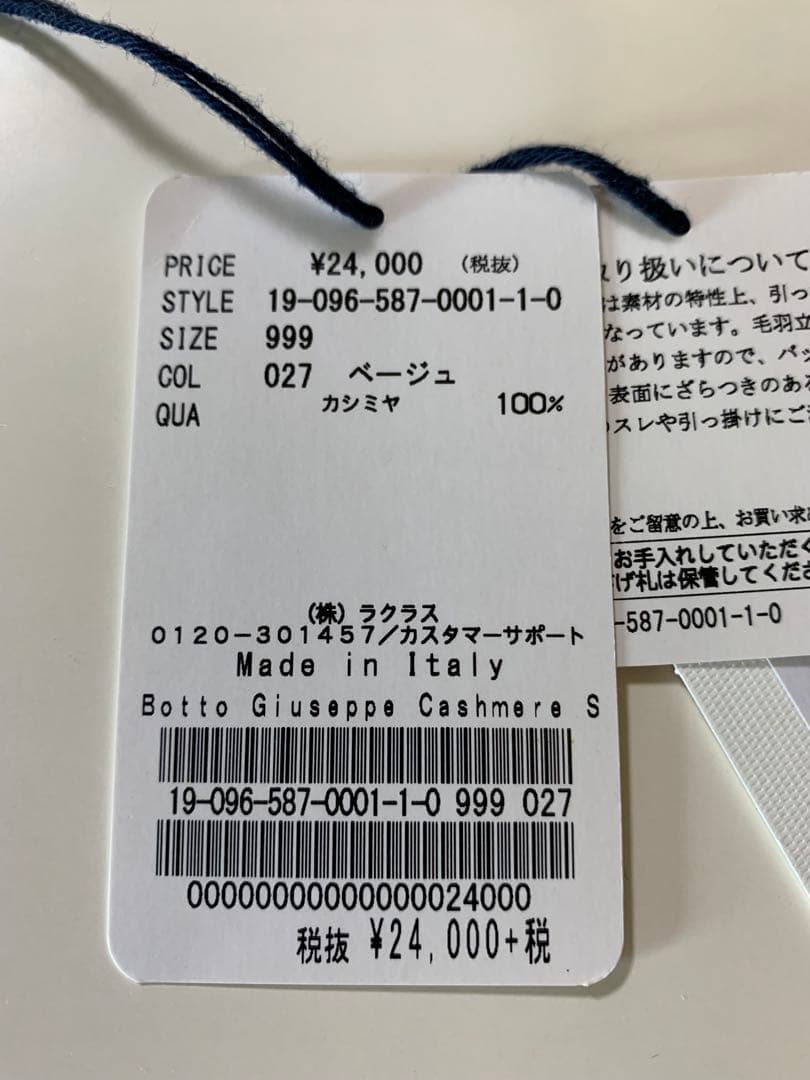 PRICE ¥24,000 (税抜)
STYLE 19-096-587-0001-1-0
SIZE 999
COL 027 ベージュ
QUA カシミヤ 100%
(株) ラクラス
0120-301457/カスタマーサポート
Made in Italy
Botto Giuseppe Cashmere S
19-096-587-0001-1-0 999 027
00000000000000024000
税抜 ¥24,000+税
り扱いについて
は素材の特性上、引っ
なっています。毛羽立
がありますので、バッ
表面にざらつきのある
スレや引っ掛けにご
をご留意の上、お買い求め
お手入れしていただく
げ札は保管してくださ
-587-0001-1-0